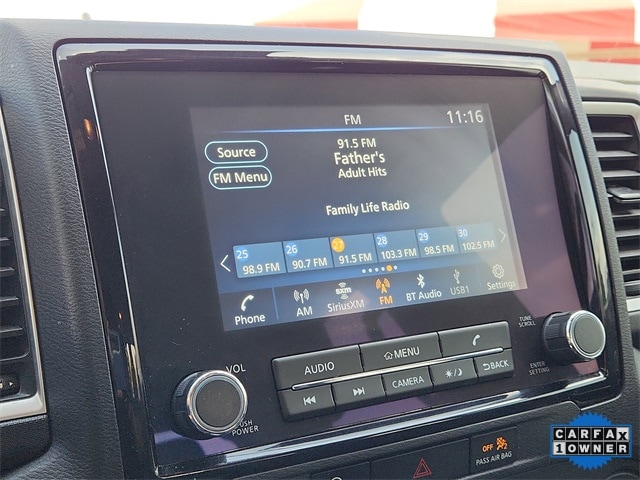 FM
11:16
Source
FM Menu
91.5 FM
Father's
Adult Hits
Family Life Radio
25 26 27 28 29 30
98.9 FM 90.7 FM 91.5 FM 103.3 FM 98.5 FM 102.5 FM
Phone AM SiriusXM FM BT Audio USB1 Settings
VOL
PUSH
POWER
AUDIO
MENU
CAMERA
BACK
TUNE
SCROLL
ENTER
SETTING
OFF
PASS AIR BAG
CARFAX
1 OWNER